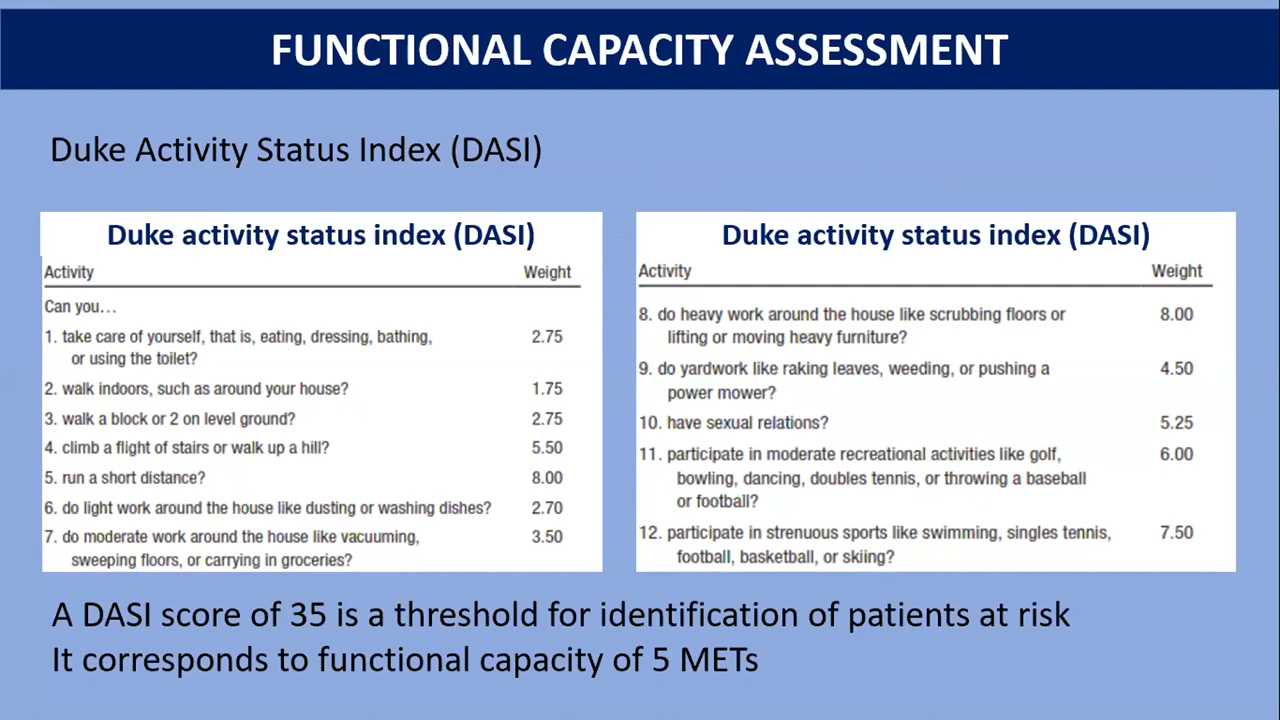 FUNCTIONAL CAPACITY ASSESSMENT
Duke Activity Status Index (DASI)
Duke activity status index (DASI)
Activity Weight
Can you…
1. take care of yourself, that is, eating, dressing, bathing, 2.75
or using the toilet?
2. walk indoors, such as around your house? 1.75
3. walk a block or 2 on level ground? 2.75
4. climb a flight of stairs or walk up a hill? 5.50
5. run a short distance? 8.00
6. do light work around the house like dusting or washing dishes? 2.70
7. do moderate work around the house like vacuuming, 3.50
sweeping floors, or carrying in groceries?
Duke activity status index (DASI)
Activity Weight
8. do heavy work around the house like scrubbing floors or 8.00
lifting or moving heavy furniture?
9. do yardwork like raking leaves, weeding, or pushing a 4.50
power mower?
10. have sexual relations? 5.25
11. participate in moderate recreational activities like golf, 6.00
bowling, dancing, doubles tennis, or throwing a baseball
or football?
12. participate in strenuous sports like swimming, singles tennis, 7.50
football, basketball, or skiing?
A DASI score of 35 is a threshold for identification of patients at risk
It corresponds to functional capacity of 5 METs